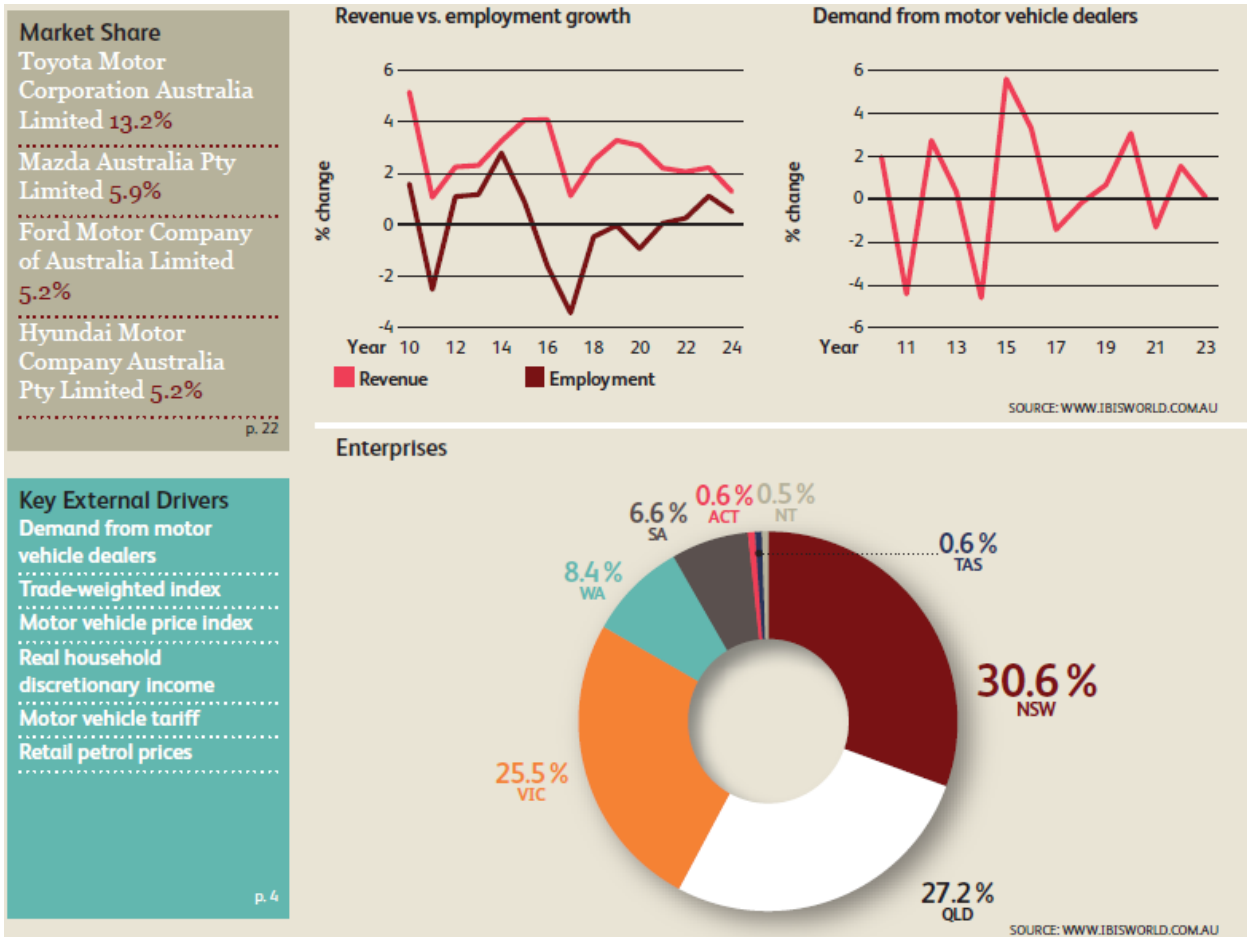 Market Share
Toyota Motor
Corporation Australia
Limited 13.2%
Mazda Australia Pty
Limited 5.9%
Ford Motor Company
of Australia Limited
5.2%
Hyundai Motor
Company Australia
Pty Limited 5.2%
p. 22
Key External Drivers
Demand from motor
vehicle dealers
Trade-weighted index
Motor vehicle price index
Real household
discretionary income
Motor vehicle tariff
Retail petrol prices
p. 4
Revenue vs. employment growth
% change
6
4
2
0
-2
-4
Year 10 12 14 16 18 20 22 24
Revenue Employment
Demand from motor vehicle dealers
% change
6
4
2
0
-2
-4
-6
Year 11 13 15 17 19 21 23
SOURCE: WWW.IBISWORLD.COM.AU
Enterprises
6.6 %
SA
0.6 %
ACT
0.5 %
NT
0.6 %
TAS
8.4 %
WA
30.6 %
NSW
25.5 %
VIC
27.2 %
QLD
SOURCE: WWW.IBISWORLD.COM.AU